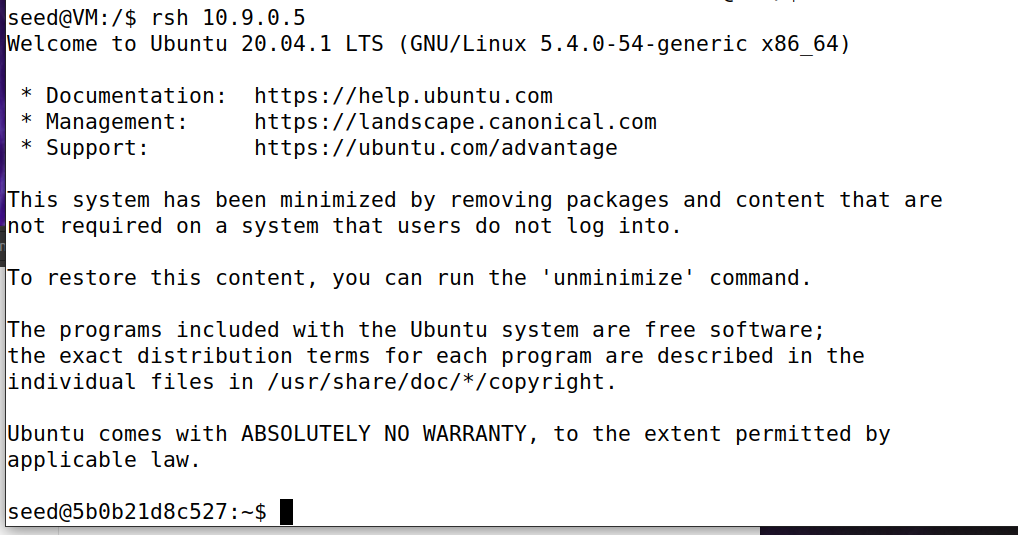 seed@VM:/$ rsh 10.9.0.5
Welcome to Ubuntu 20.04.1 LTS (GNU/Linux 5.4.0-54-generic x86_64)
* Documentation:  https://help.ubuntu.com
* Management:     https://landscape.canonical.com
* Support:        https://ubuntu.com/advantage
This system has been minimized by removing packages and content that are
not required on a system that users do not log into.
To restore this content, you can run the 'unminimize' command.
The programs included with the Ubuntu system are free software;
the exact distribution terms for each program are described in the
individual files in /usr/share/doc/*/copyright.
Ubuntu comes with ABSOLUTELY NO WARRANTY, to the extent permitted by
applicable law.
seed@5b0b21d8c527:~$